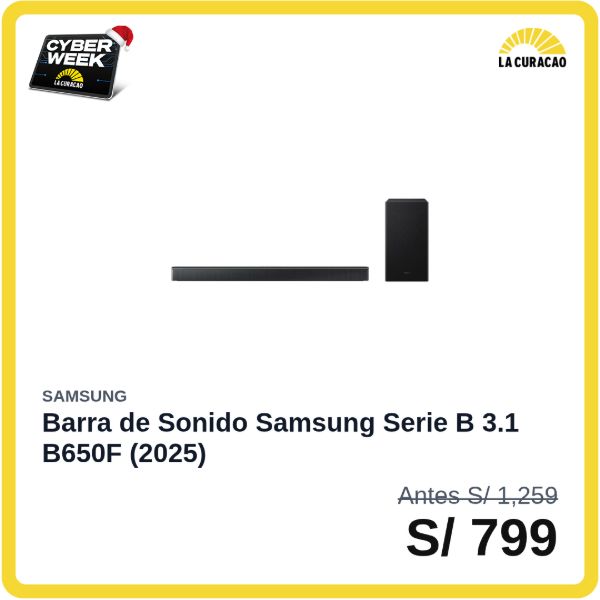 CYBER
WEEK
LA CURACAO
LA CURACAO
SAMSUNG
Barra de Sonido Samsung Serie B 3.1
B650F (2025)
Antes S/ 1,259
S/ 799